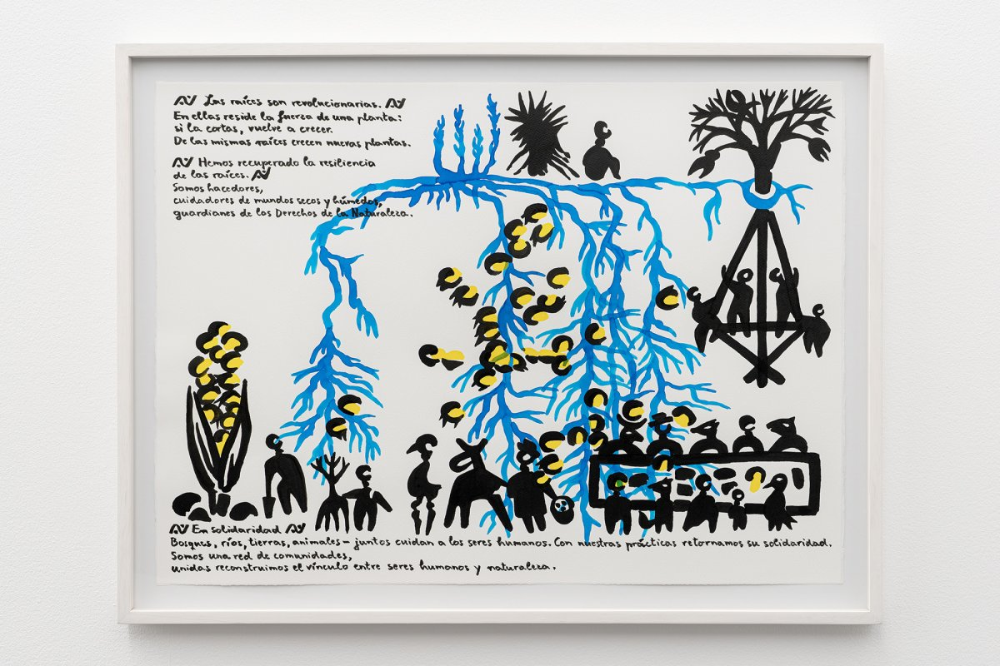 AY Las raíces son revolucionarias. AY
En ellas reside la fuerza de una planta:
si la cortas, vuelve a crecer.
De las mismas raíces crecen nuevas plantas.
AY Hemos recuperado la resiliencia
de las raíces. AY
Somos hacedores,
cuidadores de mundos secos y húmedos,
guardianes de los Derechos de la Naturaleza.
AY En solidaridad AY
Bosques, ríos, tierras, animales – juntos cuidan a los seres humanos. Con nuestras prácticas retornamos su solidaridad.
Somos una red de comunidades,
unidas reconstruimos el vínculo entre seres humanos y naturaleza.